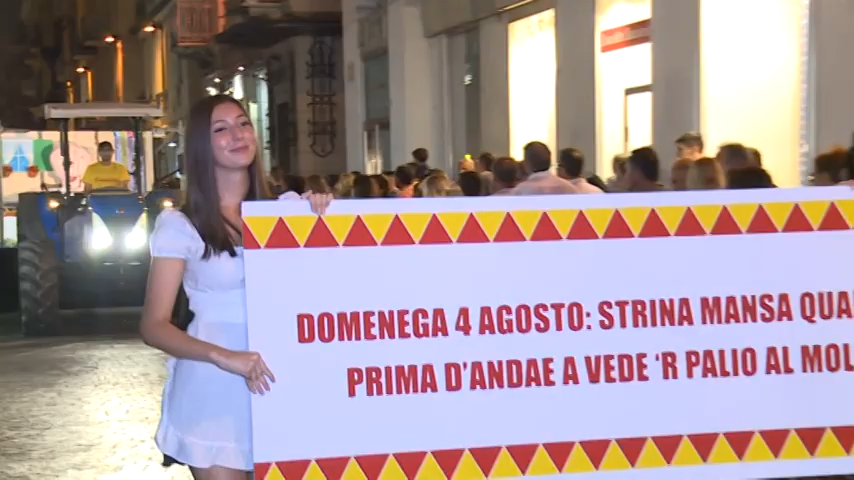 DOMENEGA 4 AGOSTO: STRINA MANSA QUA
PRIMA D'ANDAE A VEDE 'R PALIO AL MOL